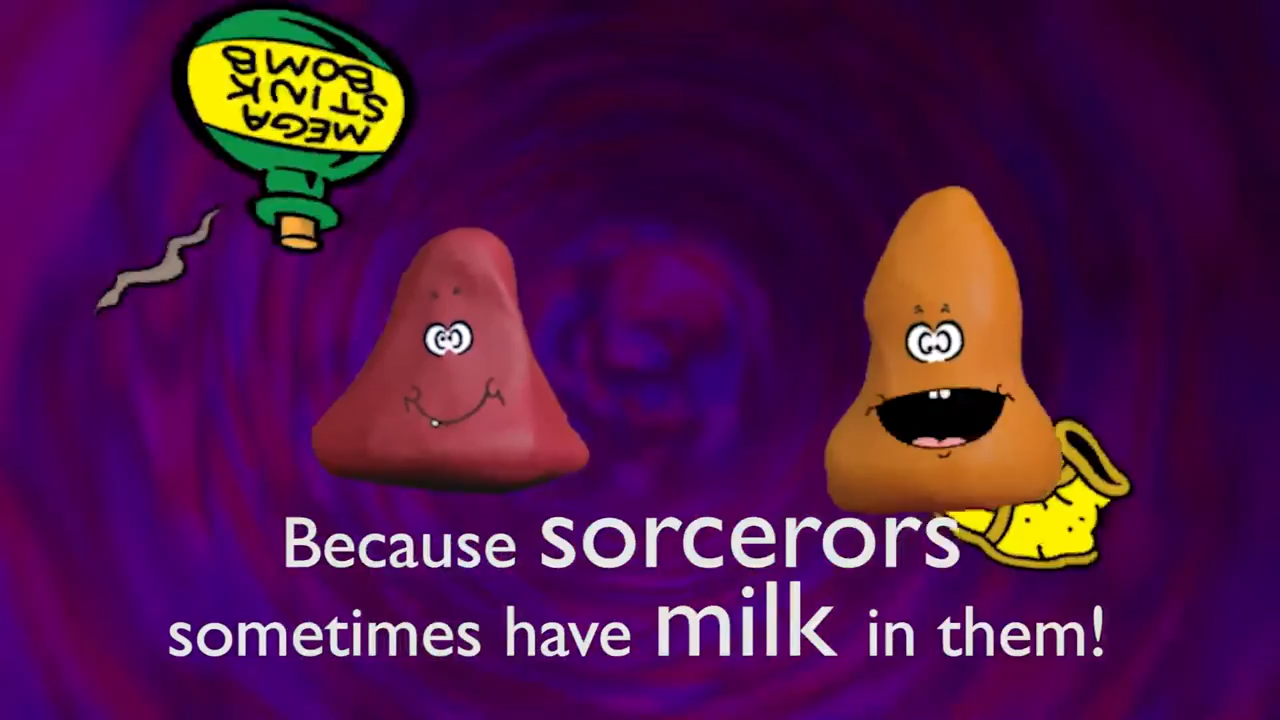 MEGA
STINK
BOMB
Because sorcerors
sometimes have milk in them!